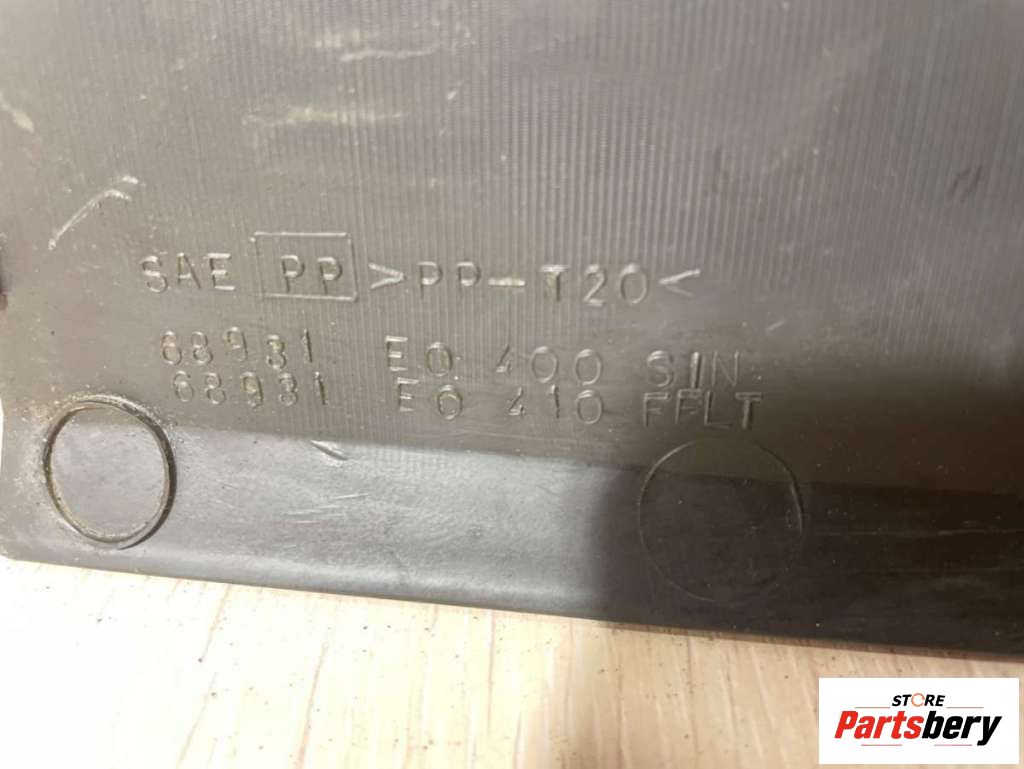 SAE PP >PP-T20<
68931 E0 400 SIN
68931 E0 410 FFLT
STORE
Partsbery